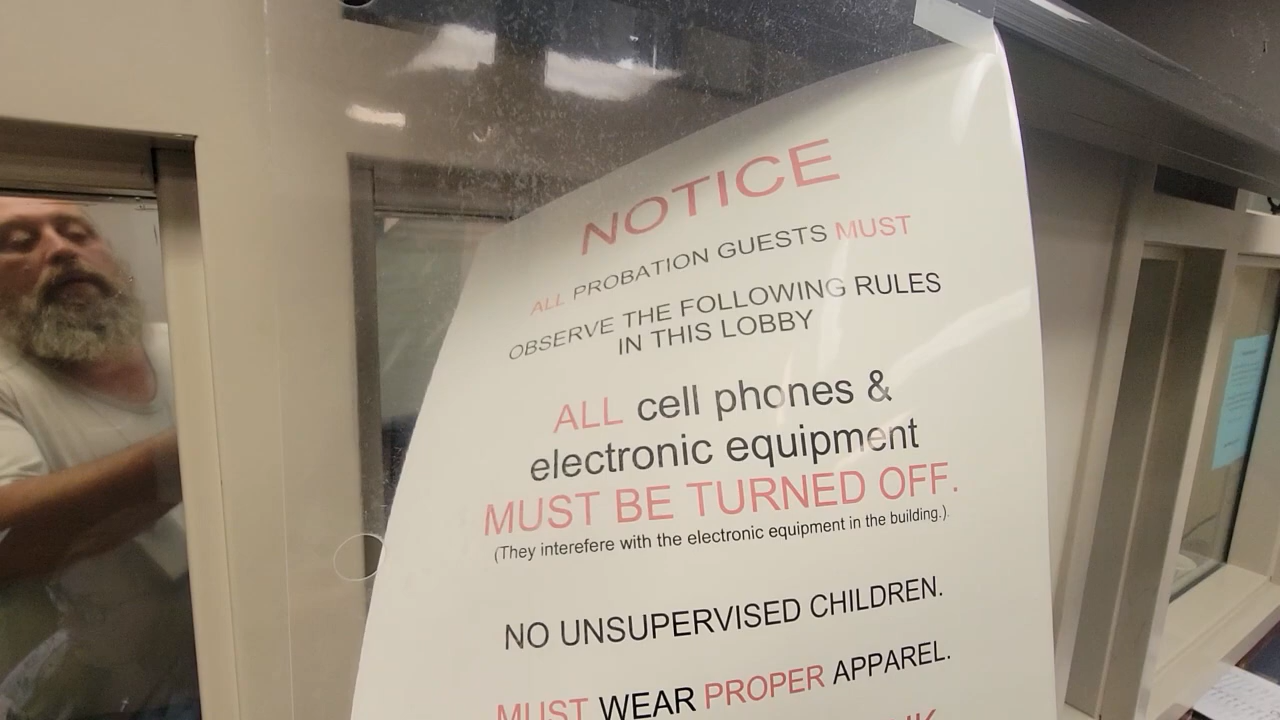 NOTICE
ALL PROBATION GUESTS MUST
OBSERVE THE FOLLOWING RULES
IN THIS LOBBY
ALL cell phones &
electronic equipment
MUST BE TURNED OFF.
(They interefere with the electronic equipment in the building.)
NO UNSUPERVISED CHILDREN.
MUST WEAR PROPER APPAREL.